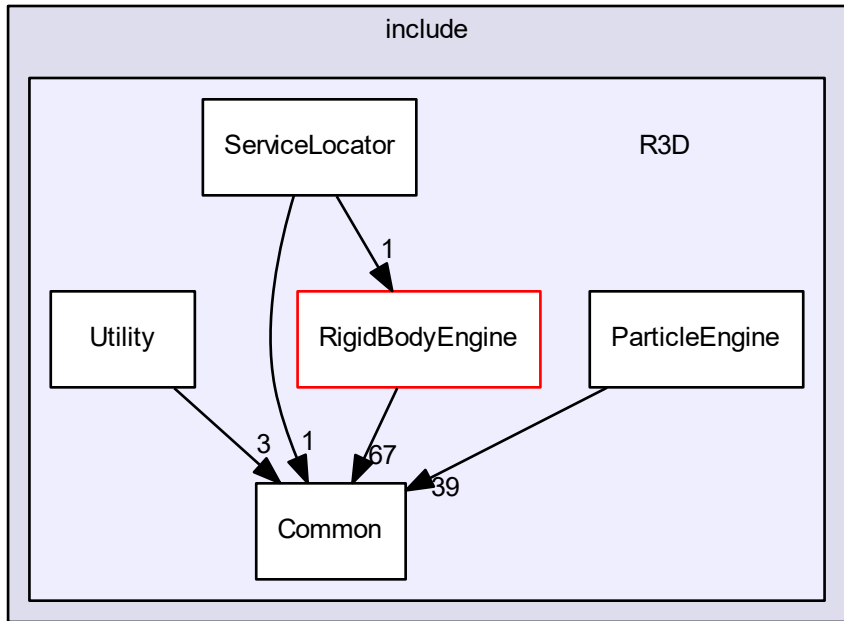 include
ServiceLocator
R3D
1
Utility
RigidBodyEngine
ParticleEngine
3
1
67
39
Common